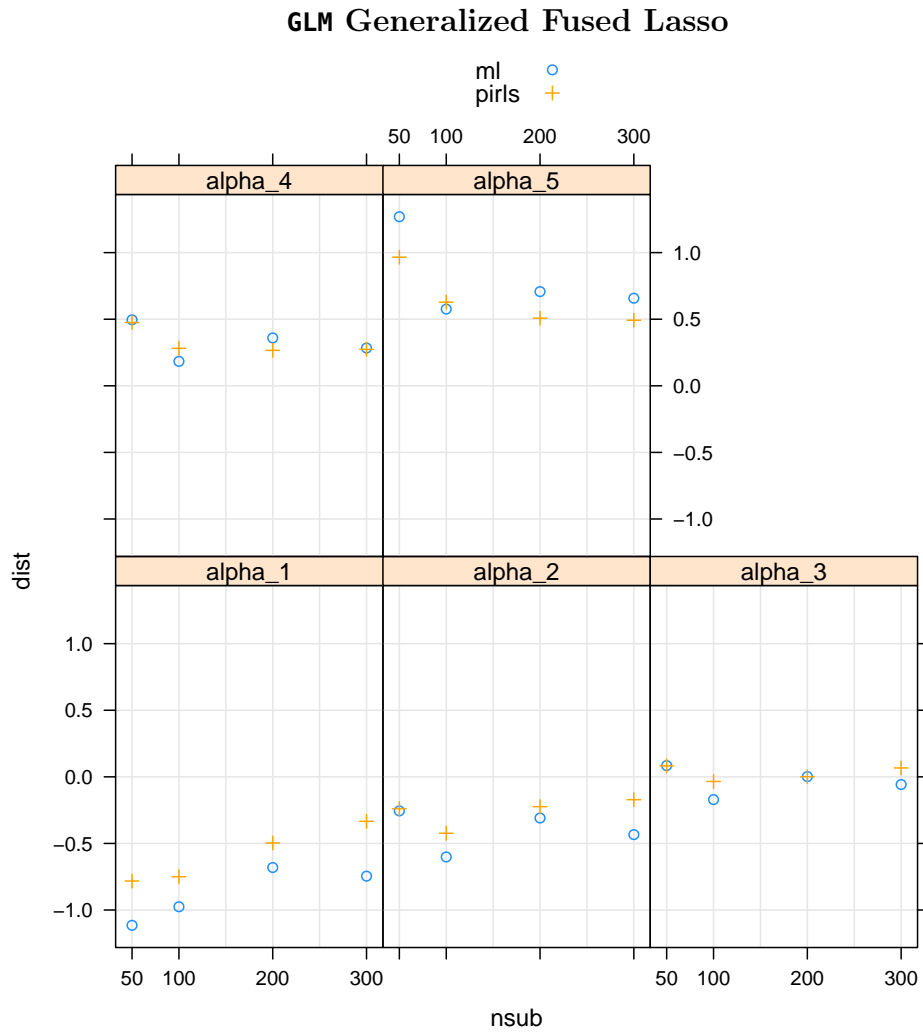 GLM Generalized Fused Lasso
ml
pirls
50 100 200 300
alpha_4 alpha_5
1.0
0.5
0.0
−0.5
−1.0
dist
alpha_1 alpha_2 alpha_3
1.0
0.5
0.0
−0.5
−1.0
50 100 200 300 50 100 200 300
nsub